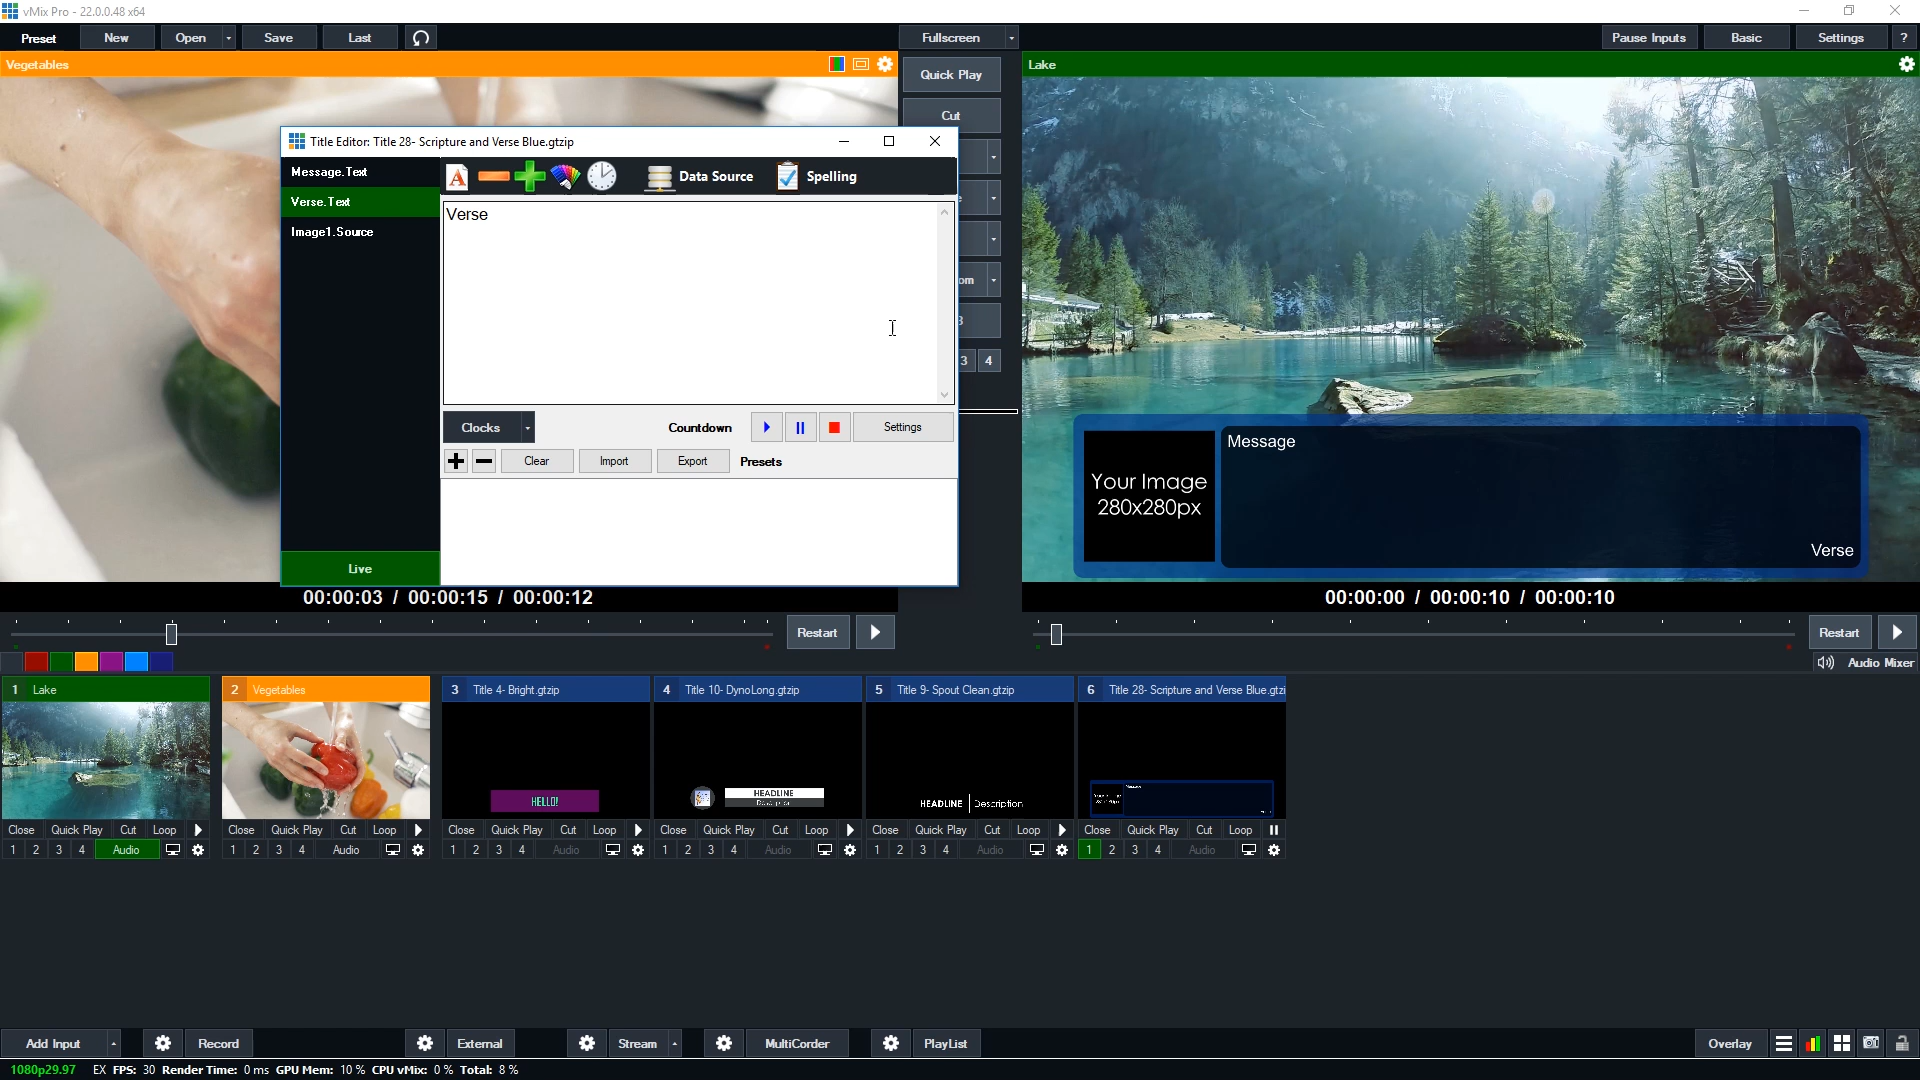 vMix Pro - 22.0.0.48 x64
Preset New Open Save Last Fullscreen Pause Inputs Basic Settings ?
Vegetables
Quick Play
Cut
Lake
Title Editor: Title 28- Scripture and Verse Blue.gtzip
Message.Text
Verse.Text
Image1.Source
Live
Data Source Spelling
Verse
Clocks Countdown Settings
Clear Import Export Presets
om
3 4
Your Image
280x280px
Message
Verse
00:00:03 / 00:00:15 / 00:00:12
Restart
00:00:00 / 00:00:10 / 00:00:10
Restart
Audio Mixer
1 Lake
Close Quick Play Cut Loop
1 2 3 4 Audio
2 Vegetables
Close Quick Play Cut Loop
1 2 3 4 Audio
3 Title 4- Bright.gtzip
HELLO!
Close Quick Play Cut Loop
1 2 3 4 Audio
4 Title 10- DynoLong.gtzip
HEADLINE
Close Quick Play Cut Loop
1 2 3 4 Audio
5 Title 9- Spout Clean.gtzip
HEADLINE Description
Close Quick Play Cut Loop
1 2 3 4 Audio
6 Title 28- Scripture and Verse Blue.gtzi
Close Quick Play Cut Loop
1 2 3 4 Audio
Add Input Record External Stream MultiCorder PlayList Overlay
1080p29.97 EX FPS: 30 Render Time: 0 ms GPU Mem: 10 % CPU vMix: 0 % Total: 8 %